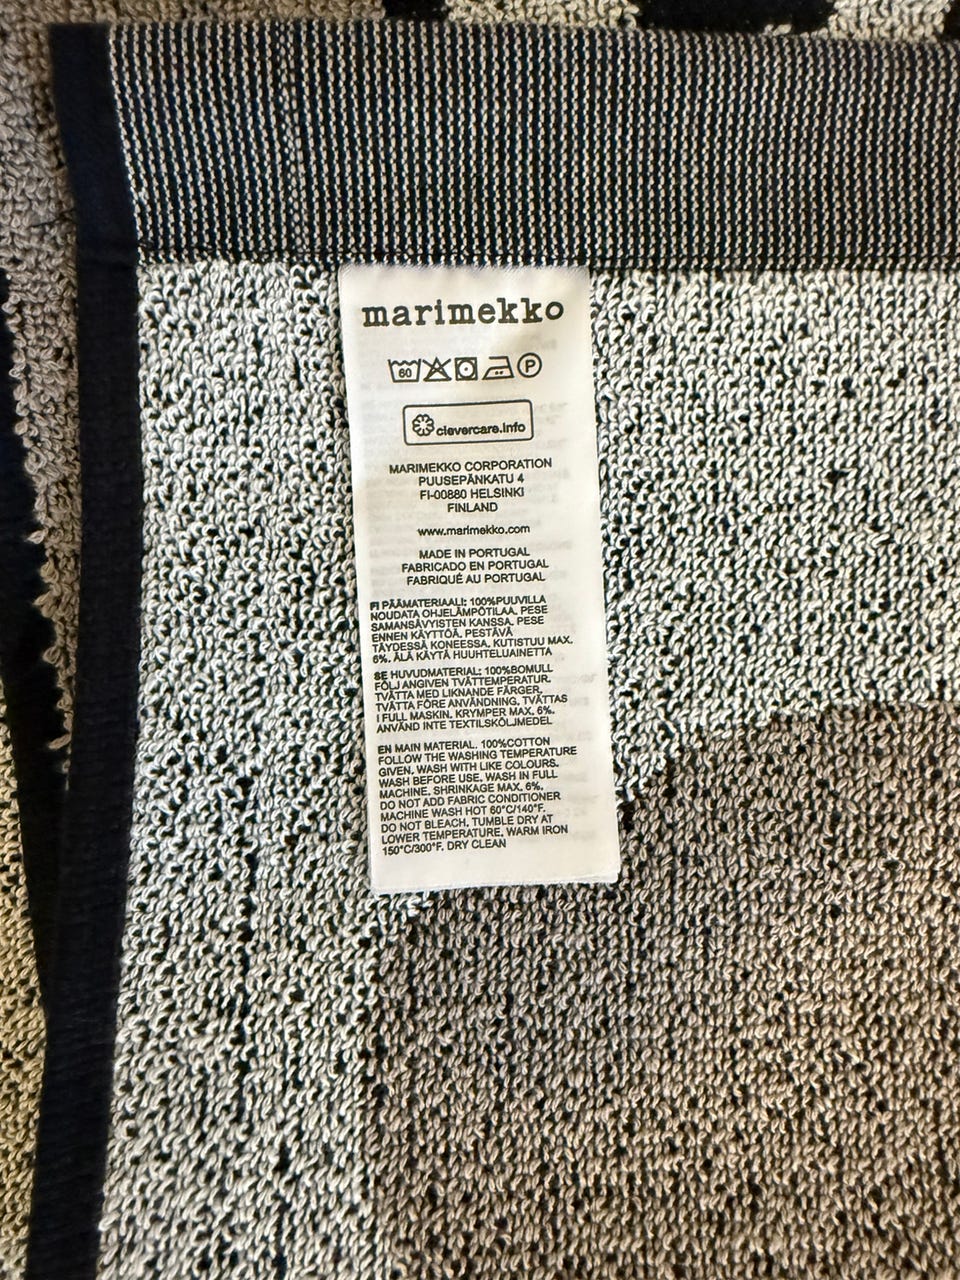 marimekko
60
P
clevercare.info
MARIMEKKO CORPORATION
PUUSEPÄNKATU 4
FI-00880 HELSINKI
FINLAND
www.marimekko.com
MADE IN PORTUGAL
FABRICADO EN PORTUGAL
FABRIQUÉ AU PORTUGAL
FI PÄÄMATERIAALI: 100%PUUVILLA
NOUDATA OHJELÄMPÖTILAA. PESE
SAMANSÄVYISTEN KANSSA. PESE
ENNEN KÄYTTÖÄ. PESTÄVÄ
TÄYDESSÄ KONEESSA. KUTISTUU MAX.
6%. ÄLÄ KÄYTÄ HUUHTELUAINETTA
SE HUVUDMATERIAL: 100%BOMULL
FÖLJ ANGIVEN TVÄTTEMPERATUR.
TVÄTTA MED LIKNANDE FÄRGER.
TVÄTTA FÖRE ANVÄNDNING. TVÄTTAS
I FULL MASKIN. KRYMPER MAX. 6%.
ANVÄND INTE TEXTILSKÖLJMEDEL
EN MAIN MATERIAL. 100%COTTON
FOLLOW THE WASHING TEMPERATURE
GIVEN. WASH WITH LIKE COLOURS.
WASH BEFORE USE. WASH IN FULL
MACHINE. SHRINKAGE MAX. 6%.
DO NOT ADD FABRIC CONDITIONER
MACHINE WASH HOT 60°C/140°F.
DO NOT BLEACH, TUMBLE DRY AT
LOWER TEMPERATURE. WARM IRON
150°C/300°F. DRY CLEAN